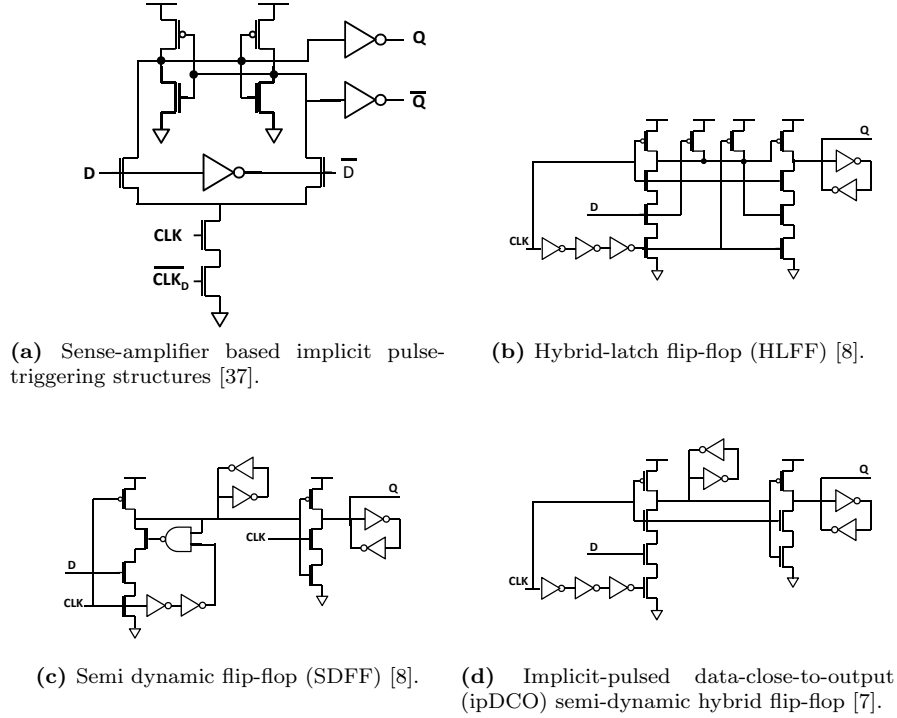 Q
Q
D
D
CLK
CLK_D
(a) Sense-amplifier based implicit pulse-
triggering structures [37].
Q
D
CLK
(b) Hybrid-latch flip-flop (HLFF) [8].
Q
CLK
D
CLK
(c) Semi dynamic flip-flop (SDFF) [8].
Q
D
CLK
(d) Implicit-pulsed data-close-to-output
(ipDCO) semi-dynamic hybrid flip-flop [7].